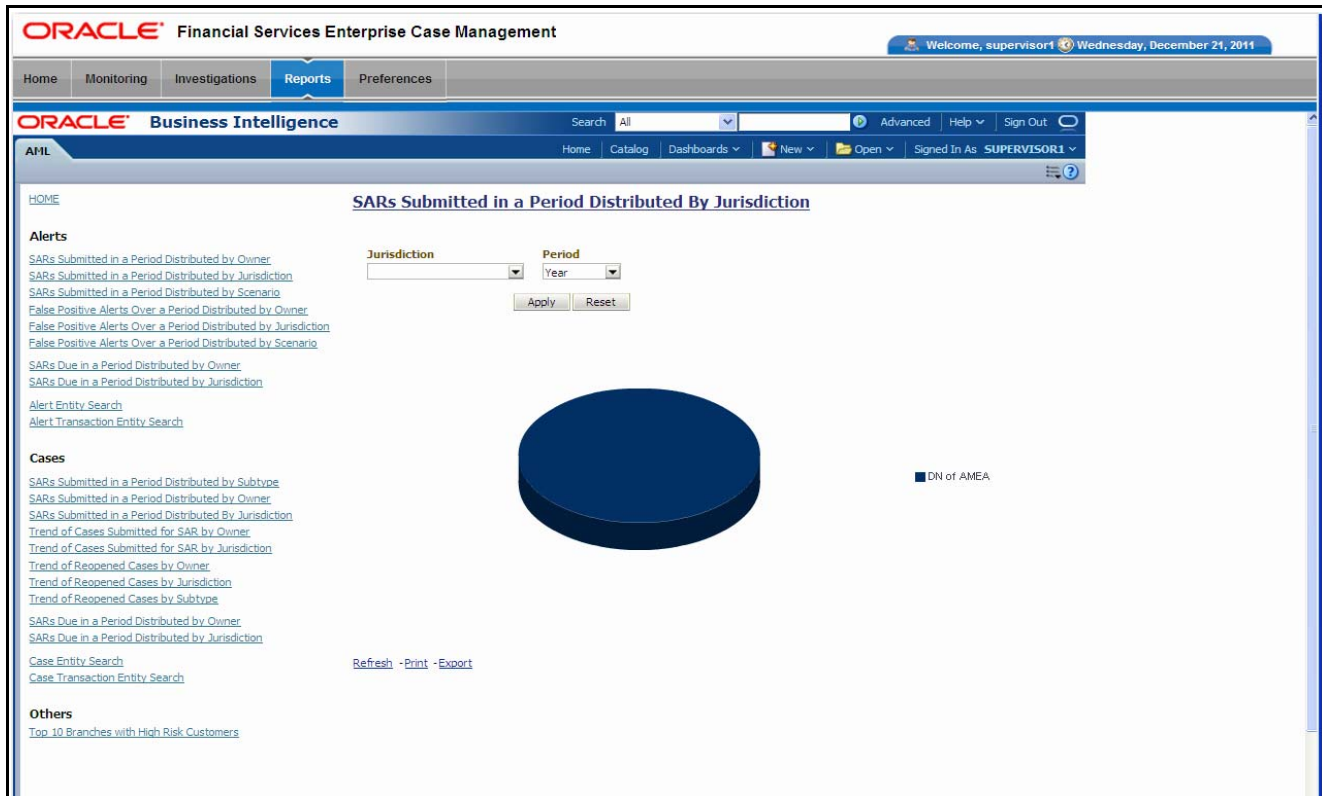 ORACLE® Financial Services Enterprise Case Management
Welcome, supervisor1 Wednesday, December 21, 2011
Home Monitoring Investigations Reports Preferences
ORACLE® Business Intelligence
Search All Advanced Help Sign Out
AML
Home Catalog Dashboards New Open Signed In As SUPERVISOR1
HOME
Alerts
SARs Submitted in a Period Distributed by Owner
SARs Submitted in a Period Distributed by Jurisdiction
SARs Submitted in a Period Distributed by Scenario
False Positive Alerts Over a Period Distributed by Owner
False Positive Alerts Over a Period Distributed by Jurisdiction
False Positive Alerts Over a Period Distributed by Scenario
SARs Due in a Period Distributed by Owner
SARs Due in a Period Distributed by Jurisdiction
Alert Entity Search
Alert Transaction Entity Search
Cases
SARs Submitted in a Period Distributed by Subtype
SARs Submitted in a Period Distributed by Owner
SARs Submitted in a Period Distributed By Jurisdiction
Trend of Cases Submitted for SAR by Owner
Trend of Cases Submitted for SAR by Jurisdiction
Trend of Reopened Cases by Owner
Trend of Reopened Cases by Jurisdiction
Trend of Reopened Cases by Subtype
SARs Due in a Period Distributed by Owner
SARs Due in a Period Distributed by Jurisdiction
Case Entity Search
Case Transaction Entity Search
Others
Top 10 Branches with High Risk Customers
SARs Submitted in a Period Distributed By Jurisdiction
Jurisdiction Period
Year
Apply Reset
DN of AMEA
Refresh - Print - Export